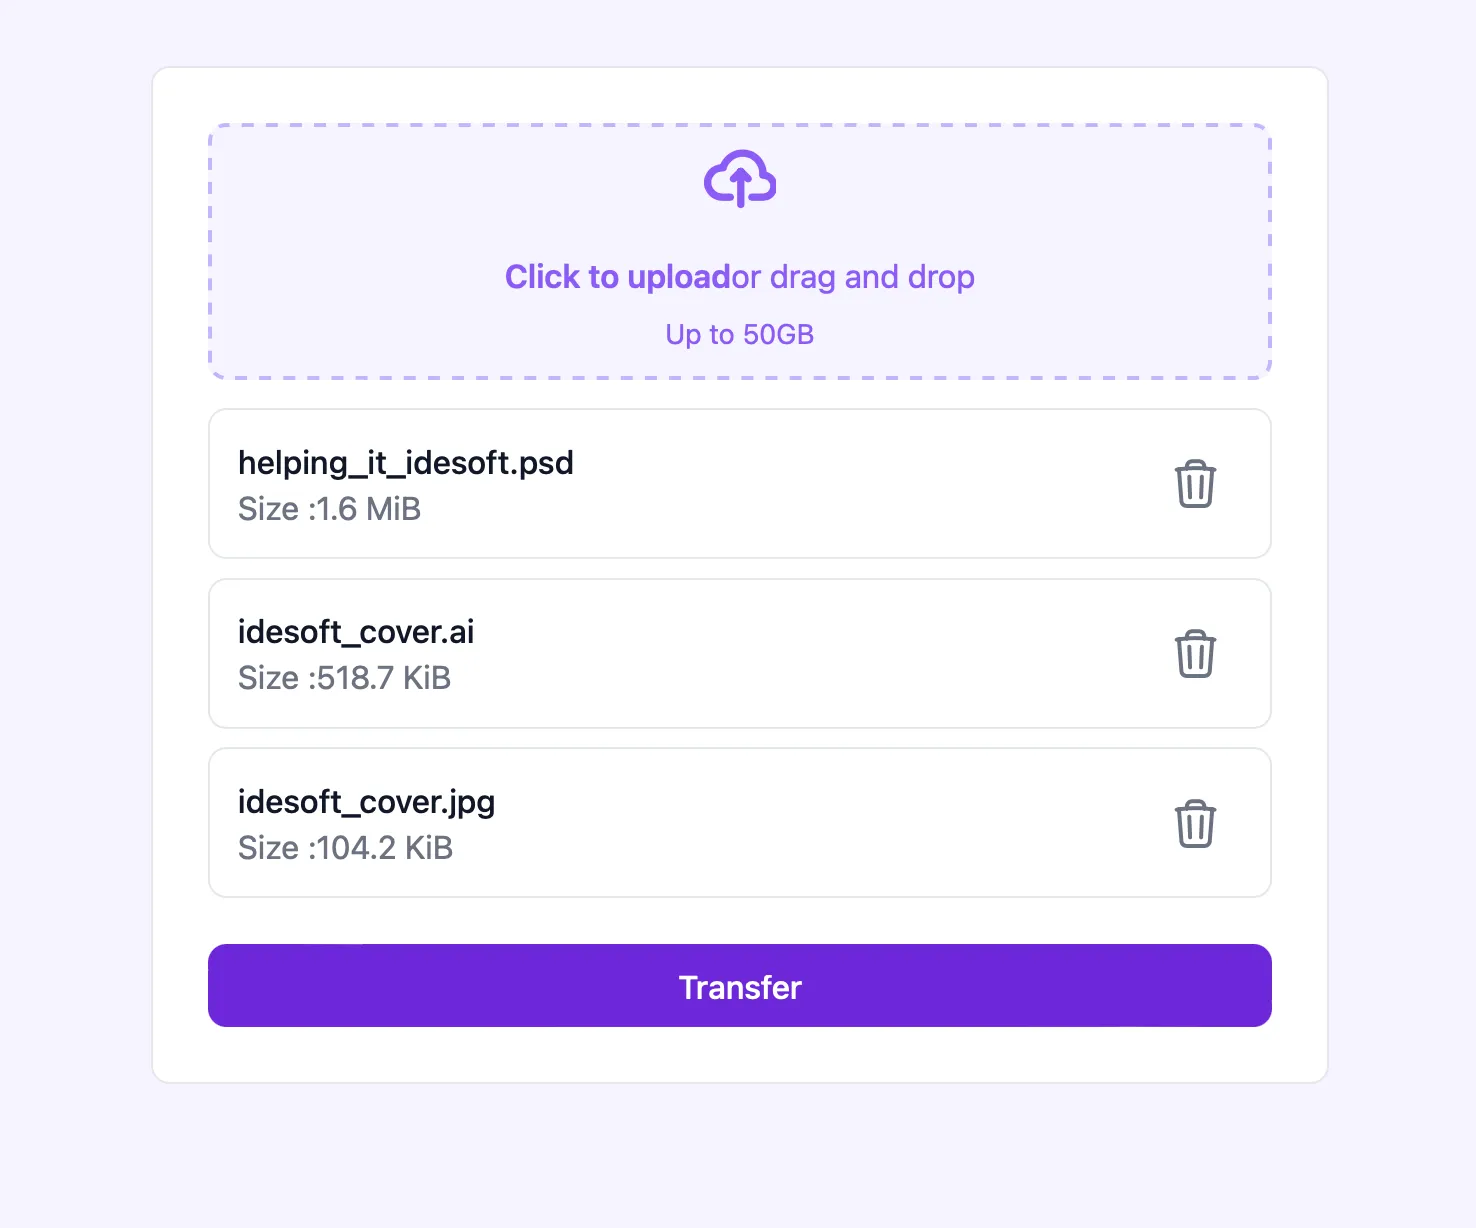 Click to uploador drag and drop
Up to 50GB
helping_it_idesoft.psd
Size :1.6 MiB
idesoft_cover.ai
Size :518.7 KiB
idesoft_cover.jpg
Size :104.2 KiB
Transfer